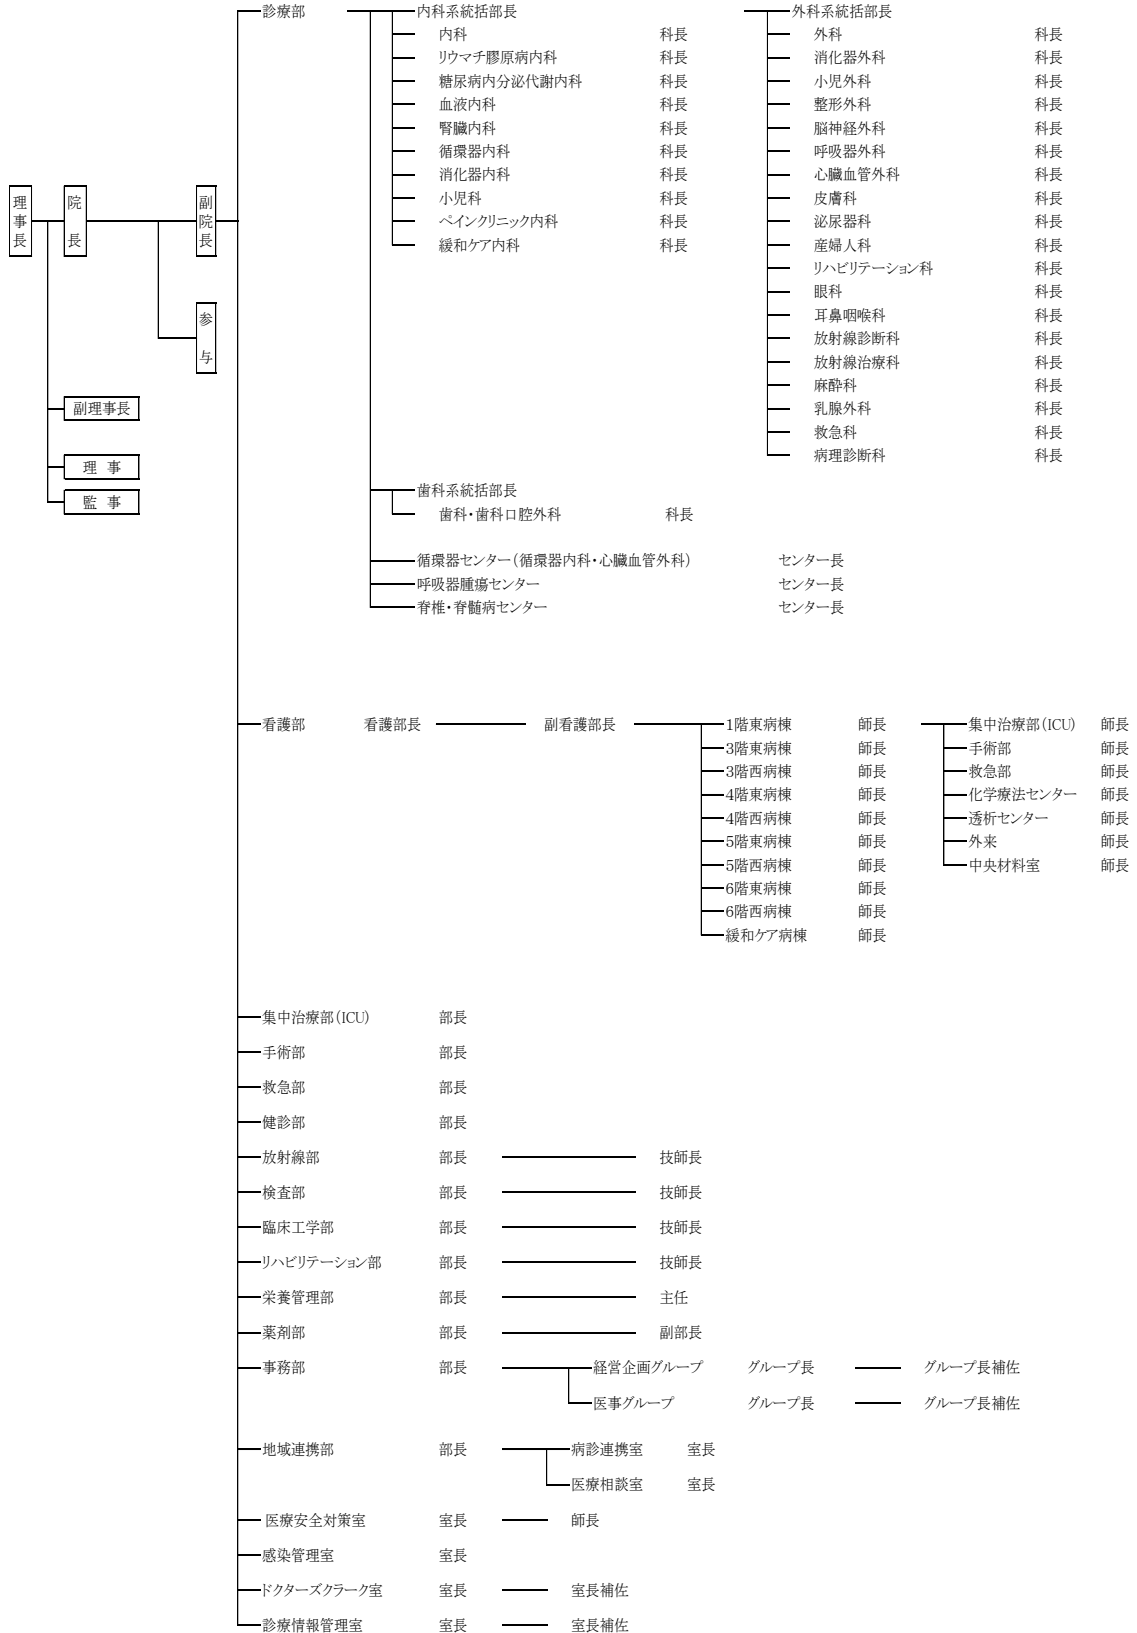 診療部 内科系統括部長 外科系統括部長
内科 科長 外科 科長
リウマチ膠原病内科 科長 消化器外科 科長
糖尿病内分泌代謝内科 科長 小児外科 科長
血液内科 科長 整形外科 科長
腎臓内科 科長 脳神経外科 科長
循環器内科 科長 呼吸器外科 科長
消化器内科 科長 心臓血管外科 科長
小児科 科長 皮膚科 科長
ペインクリニック内科 科長 泌尿器科 科長
緩和ケア内科 科長 産婦人科 科長
リハビリテーション科 科長
眼科 科長
耳鼻咽喉科 科長
放射線診断科 科長
放射線治療科 科長
麻酔科 科長
乳腺外科 科長
救急科 科長
病理診断科 科長
理事長
院長
副院長
参与
副理事長
理事
監事
歯科系統括部長
歯科・歯科口腔外科 科長
循環器センター(循環器内科・心臓血管外科) センター長
呼吸器腫瘍センター センター長
脊椎・脊髄病センター センター長
看護部 看護部長 副看護部長 1階東病棟 師長 集中治療部(ICU) 師長
3階東病棟 師長 手術部 師長
3階西病棟 師長 救急部 師長
4階東病棟 師長 化学療法センター 師長
4階西病棟 師長 透析センター 師長
5階東病棟 師長 外来 師長
5階西病棟 師長 中央材料室 師長
6階東病棟 師長
6階西病棟 師長
緩和ケア病棟 師長
集中治療部(ICU) 部長
手術部 部長
救急部 部長
健診部 部長
放射線部 部長 技師長
検査部 部長 技師長
臨床工学部 部長 技師長
リハビリテーション部 部長 技師長
栄養管理部 部長 主任
薬剤部 部長 副部長
事務部 部長 経営企画グループ グループ長 グループ長補佐
医事グループ グループ長 グループ長補佐
地域連携部 部長 病診連携室 室長
医療相談室 室長
医療安全対策室 室長 師長
感染管理室 室長
ドクターズクラーク室 室長 室長補佐
診療情報管理室 室長 室長補佐